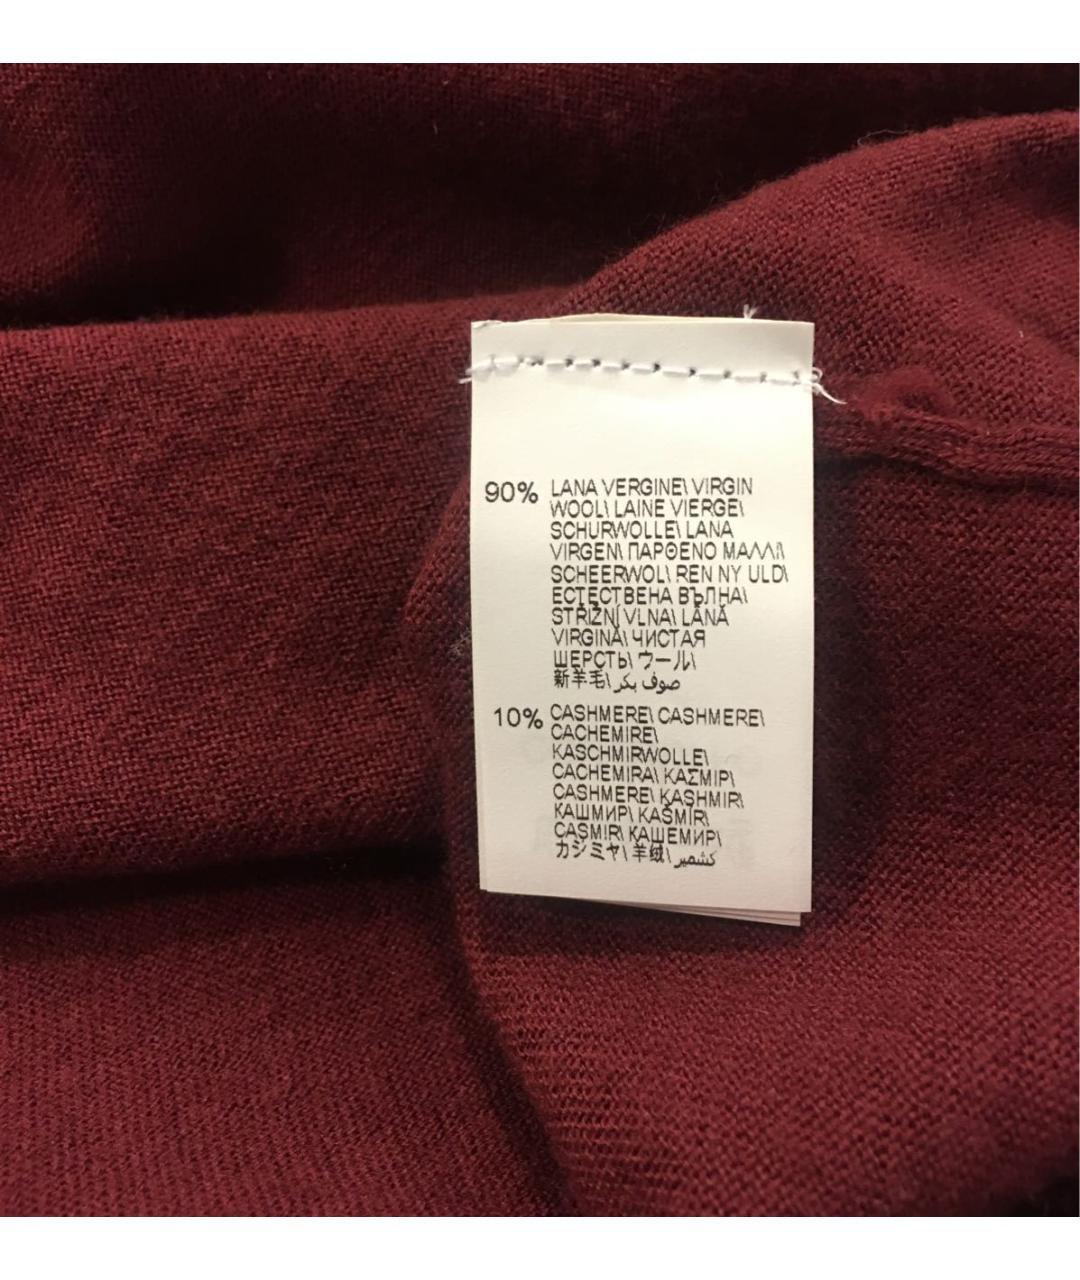 90% LANA VERGINE\ VIRGIN
WOOL\ LAINE VIERGE\
SCHURWOLLE\ LANA
VIRGEN\ ΠΑΡΘΕΝΟ ΜΑΛΛΙ\
SCHEERWOL\ REN NY ULD\
ЕСТЕСТВЕНА ВЪЛНА\
STŘIŽNÍ VLNA\ LÂNĂ
VIRGINĂ\ ЧИСТАЯ
ШЕРСТЬ\ ウール\
新羊毛\ صوف بكر
10% CASHMERE\ CASHMERE\
CACHEMIRE\
KASCHMIRWOLLE\
CACHEMIRA\ ΚΑΣΜΙΡ\
CASHMERE\ KASHMIR\
КАШМИР\ KAŠMÍR\
CAŞMIR\ КАШЕМИР\
カシミヤ\ 羊绒\ كشمير